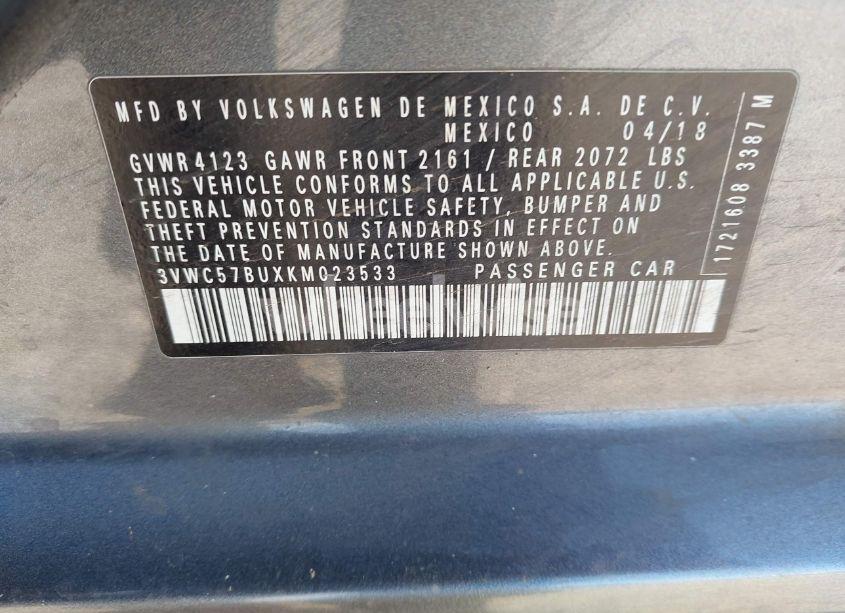 MFD BY VOLKSWAGEN DE MEXICO S.A. DE C.V.
MEXICO 04/18
GVWR 4123 GAWR FRONT 2161 / REAR 2072 LBS
THIS VEHICLE CONFORMS TO ALL APPLICABLE U.S.
FEDERAL MOTOR VEHICLE SAFETY, BUMPER AND
THEFT PREVENTION STANDARDS IN EFFECT ON
THE DATE OF MANUFACTURE SHOWN ABOVE.
3VWC57BUXKM023533 PASSENGER CAR
1721608 3387 M